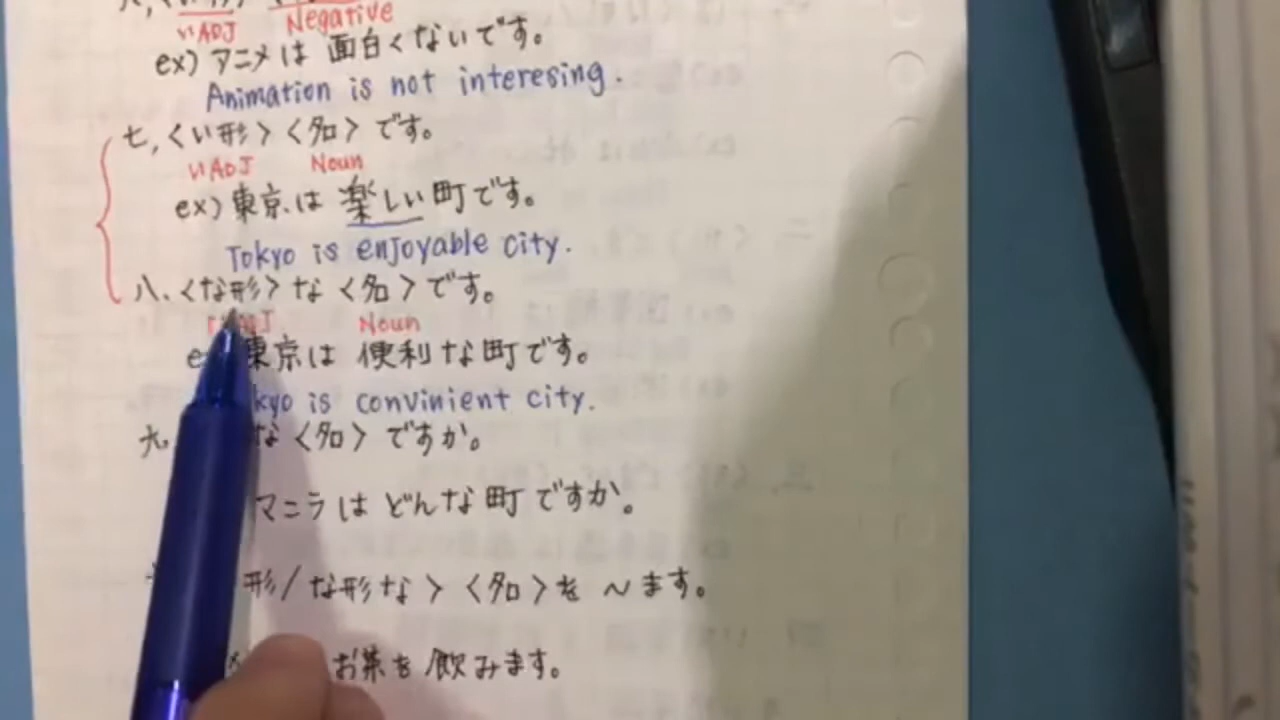 いADJ Negative
ex) アニメは 面白くないです。
Animation is not interesing.
七, <い形> <名> です。
いADJ Noun
ex) 東京は 楽しい町です。
Tokyo is enjoyable city.
八. <な形> な <名> です。
Noun
東京は 便利な町です。
kyo is convinient city.
九. な <名> ですか。
マニラは どんな町ですか。
形/な形な> <名>を ~ます。
お茶を 飲みます。